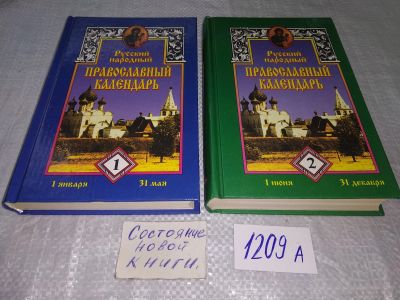 Русский
народный
ПРАВОСЛАВНЫЙ
КАЛЕНДАРЬ
1
1 января 31 мая
Русский
народный
ПРАВОСЛАВНЫЙ
КАЛЕНДАРЬ
2
1 июня 31 декабря
Состояние
новой
книги.
1209 А